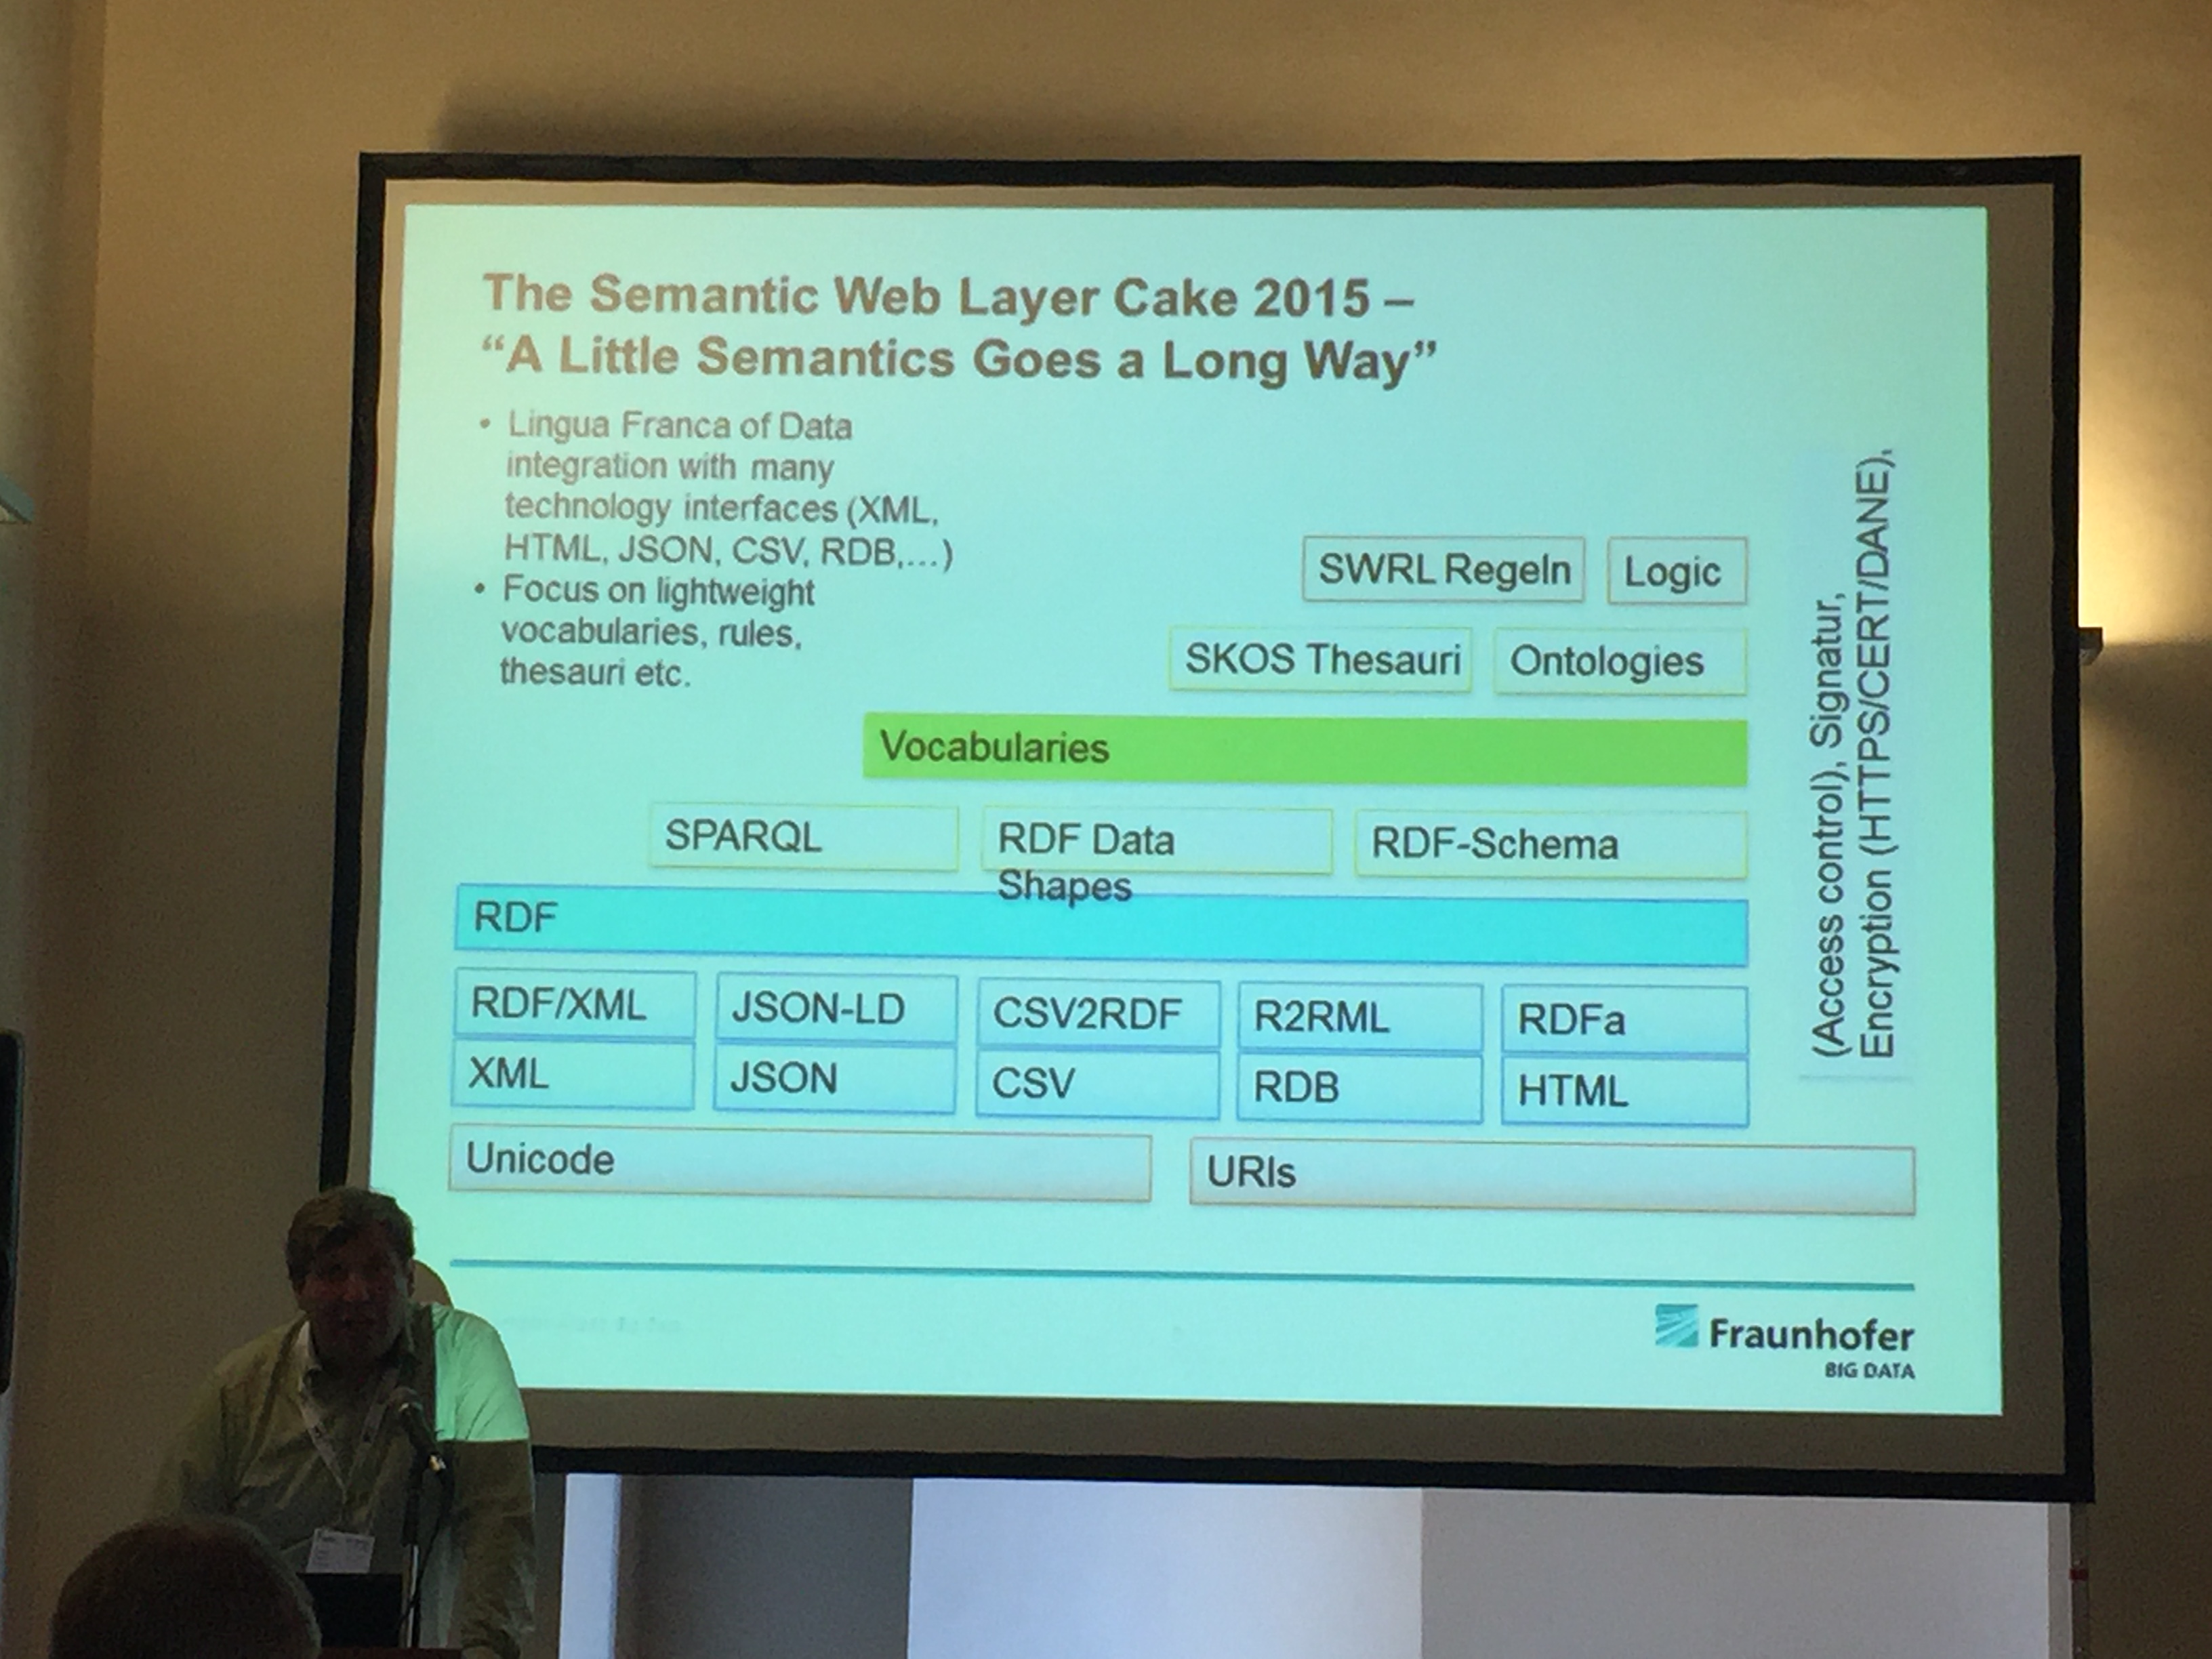 The Semantic Web Layer Cake 2015 –
“A Little Semantics Goes a Long Way”
• Lingua Franca of Data
integration with many
technology interfaces (XML,
HTML, JSON, CSV, RDB,...)
• Focus on lightweight
vocabularies, rules,
thesauri etc.
SWRL Regeln
Logic
SKOS Thesauri
Ontologies
Vocabularies
SPARQL
RDF Data
Shapes
RDF-Schema
RDF
RDF/XML
JSON-LD
CSV2RDF
R2RML
RDFa
XML
JSON
CSV
RDB
HTML
Unicode
URIs
(Access control), Signatur,
Encryption (HTTPS/CERT/DANE),
Fraunhofer
BIG DATA